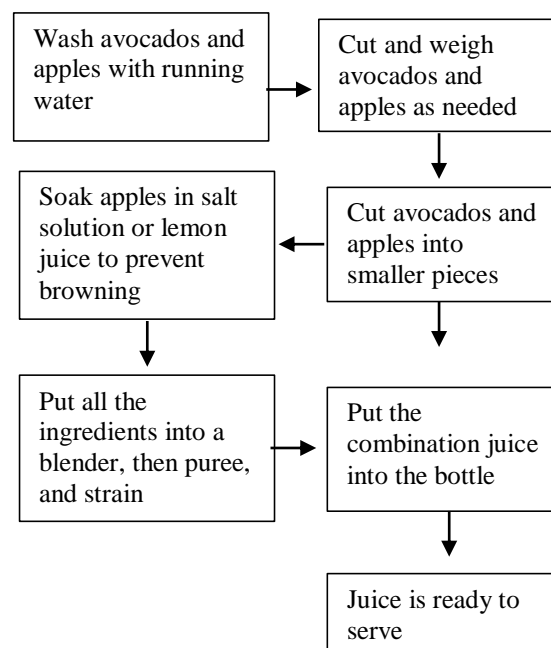 Wash avocados and
apples with running
water
Cut and weigh
avocados and
apples as needed
Cut avocados and
apples into
smaller pieces
Soak apples in salt
solution or lemon
juice to prevent
browning
Put all the
ingredients into a
blender, then puree,
and strain
Put the
combination juice
into the bottle
Juice is ready to
serve